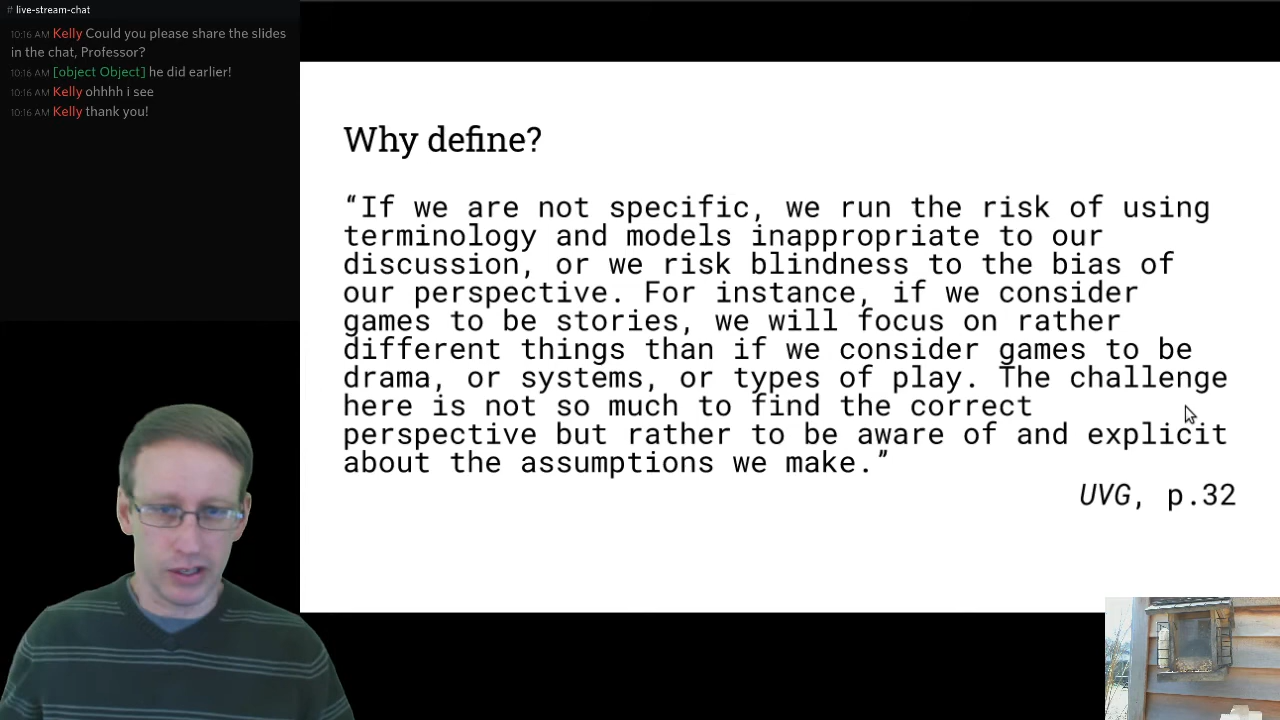 # live-stream-chat
10:16 AM Kelly Could you please share the slides
in the chat, Professor?
10:16 AM [object Object] he did earlier!
10:16 AM Kelly ohhhh i see
10:16 AM Kelly thank you!
Why define?
“If we are not specific, we run the risk of using
terminology and models inappropriate to our
discussion, or we risk blindness to the bias of
our perspective. For instance, if we consider
games to be stories, we will focus on rather
different things than if we consider games to be
drama, or systems, or types of play. The challenge
here is not so much to find the correct
perspective but rather to be aware of and explicit
about the assumptions we make.”
UVG, p.32